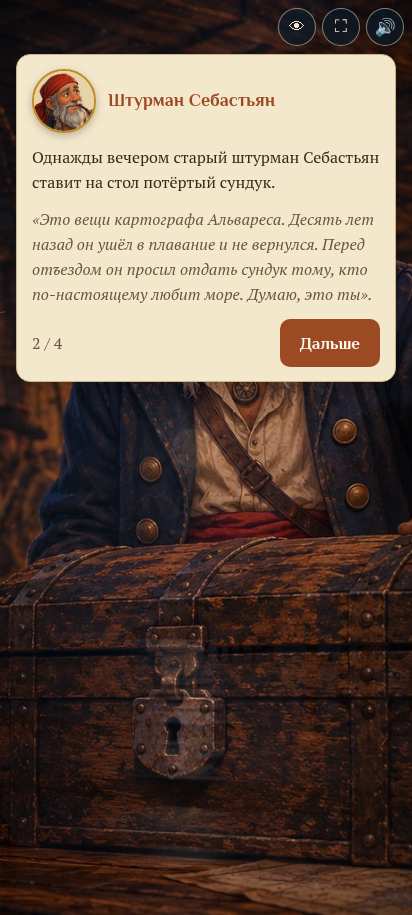 Штурман Себастьян
Однажды вечером старый штурман Себастьян
ставит на стол потёртый сундук.
«Это вещи картографа Альвареса. Десять лет
назад он ушёл в плавание и не вернулся. Перед
отъездом он просил отдать сундук тому, кто
по-настоящему любит море. Думаю, это ты».
2 / 4
Дальше